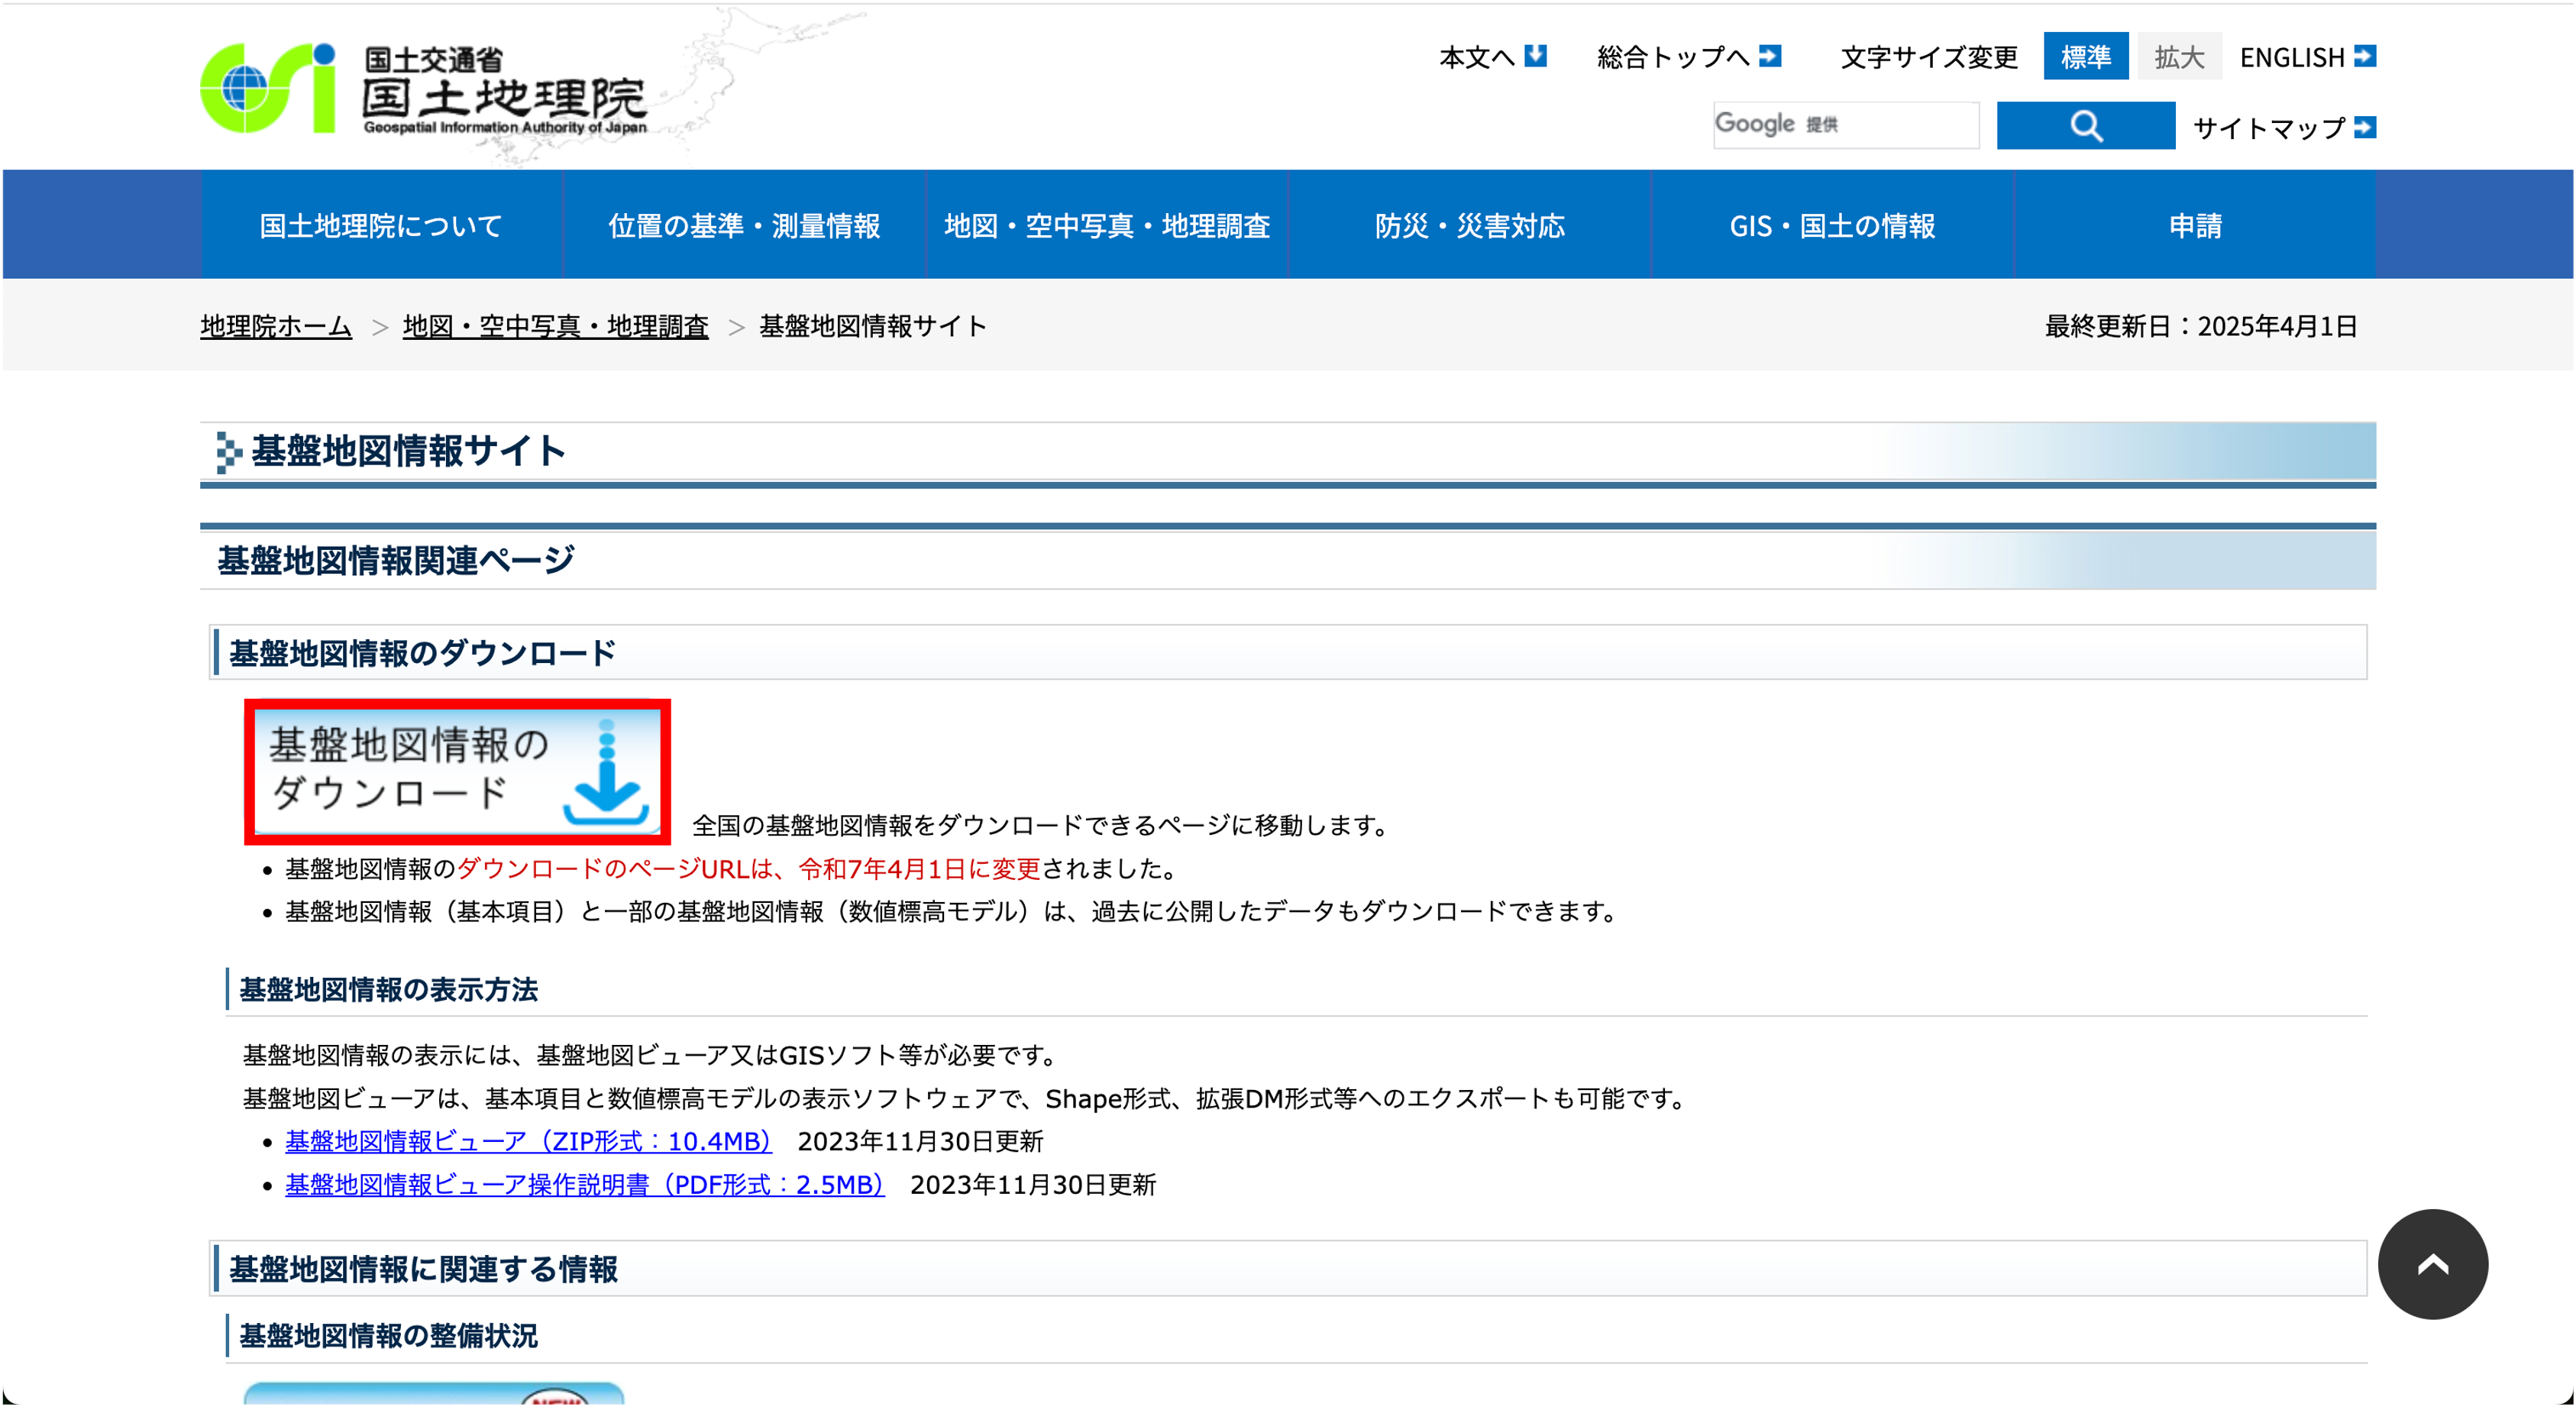 国土交通省
国土地理院
Geospatial Information Authority of Japan
本文へ 総合トップへ 文字サイズ変更 標準 拡大 ENGLISH
Google 提供 サイトマップ
国土地理院について 位置の基準・測量情報 地図・空中写真・地理調査 防災・災害対応 GIS・国土の情報 申請
地理院ホーム > 地図・空中写真・地理調査 > 基盤地図情報サイト 最終更新日：2025年4月1日
基盤地図情報サイト
基盤地図情報関連ページ
基盤地図情報のダウンロード
基盤地図情報の
ダウンロード
全国の基盤地図情報をダウンロードできるページに移動します。
• 基盤地図情報のダウンロードのページURLは、令和7年4月1日に変更されました。
• 基盤地図情報（基本項目）と一部の基盤地図情報（数値標高モデル）は、過去に公開したデータもダウンロードできます。
基盤地図情報の表示方法
基盤地図情報の表示には、基盤地図ビューア又はGISソフト等が必要です。
基盤地図ビューアは、基本項目と数値標高モデルの表示ソフトウェアで、Shape形式、拡張DM形式等へのエクスポートも可能です。
• 基盤地図情報ビューア（ZIP形式：10.4MB） 2023年11月30日更新
• 基盤地図情報ビューア操作説明書（PDF形式：2.5MB） 2023年11月30日更新
基盤地図情報に関連する情報
基盤地図情報の整備状況
NEW